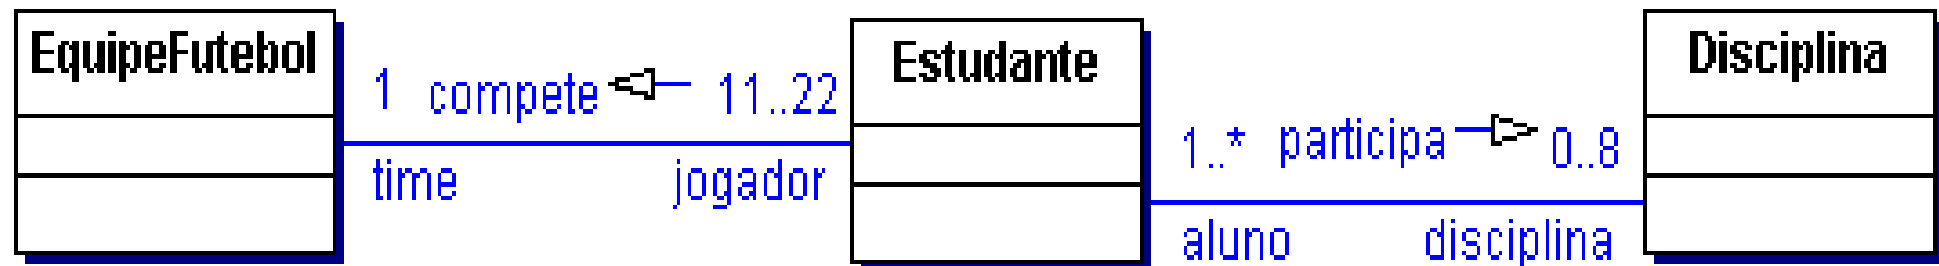 EquipeFutebol
1 compete 11..22
time jogador
Estudante
1..* participa 0..8
aluno disciplina
Disciplina